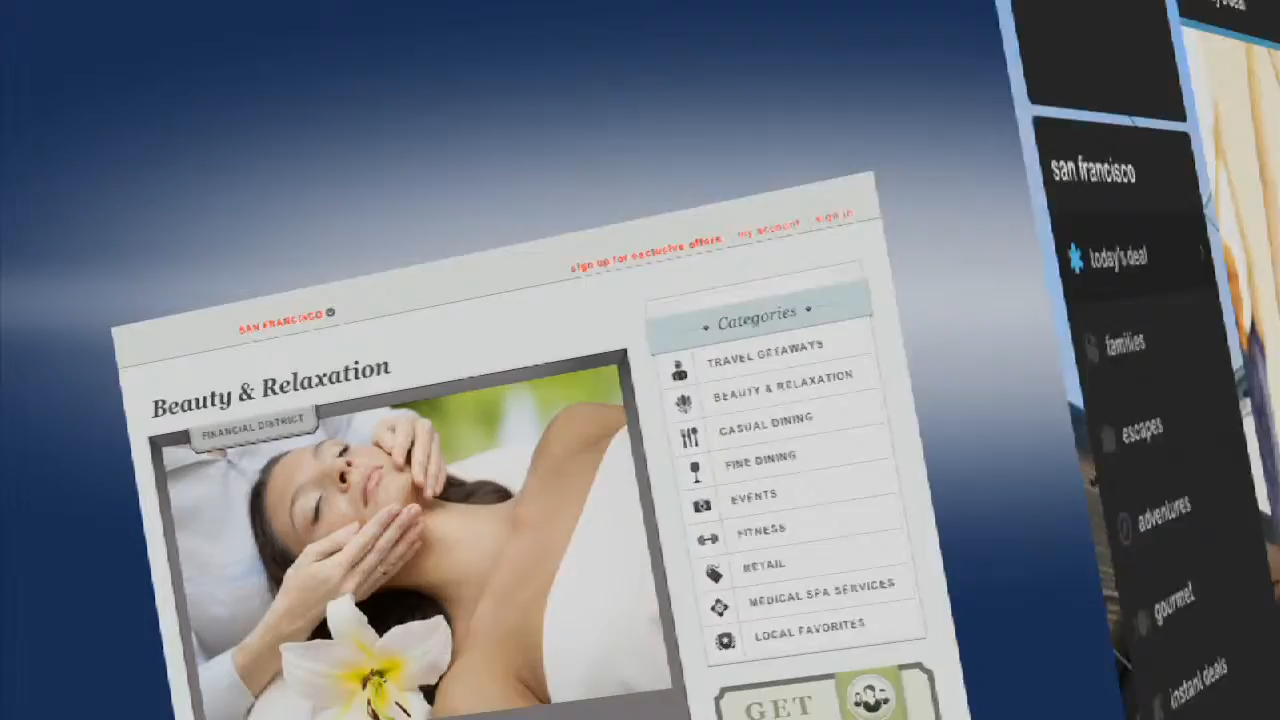 SAN FRANCISCO
sign up for exclusive offers
my account
sign in
Beauty & Relaxation
FINANCIAL DISTRICT
Categories
TRAVEL GETAWAYS
BEAUTY & RELAXATION
CASUAL DINING
FINE DINING
EVENTS
FITNESS
RETAIL
MEDICAL SPA SERVICES
LOCAL FAVORITES
GET
san francisco
today's deal
families
escapes
adventures
gourmet
instant deals